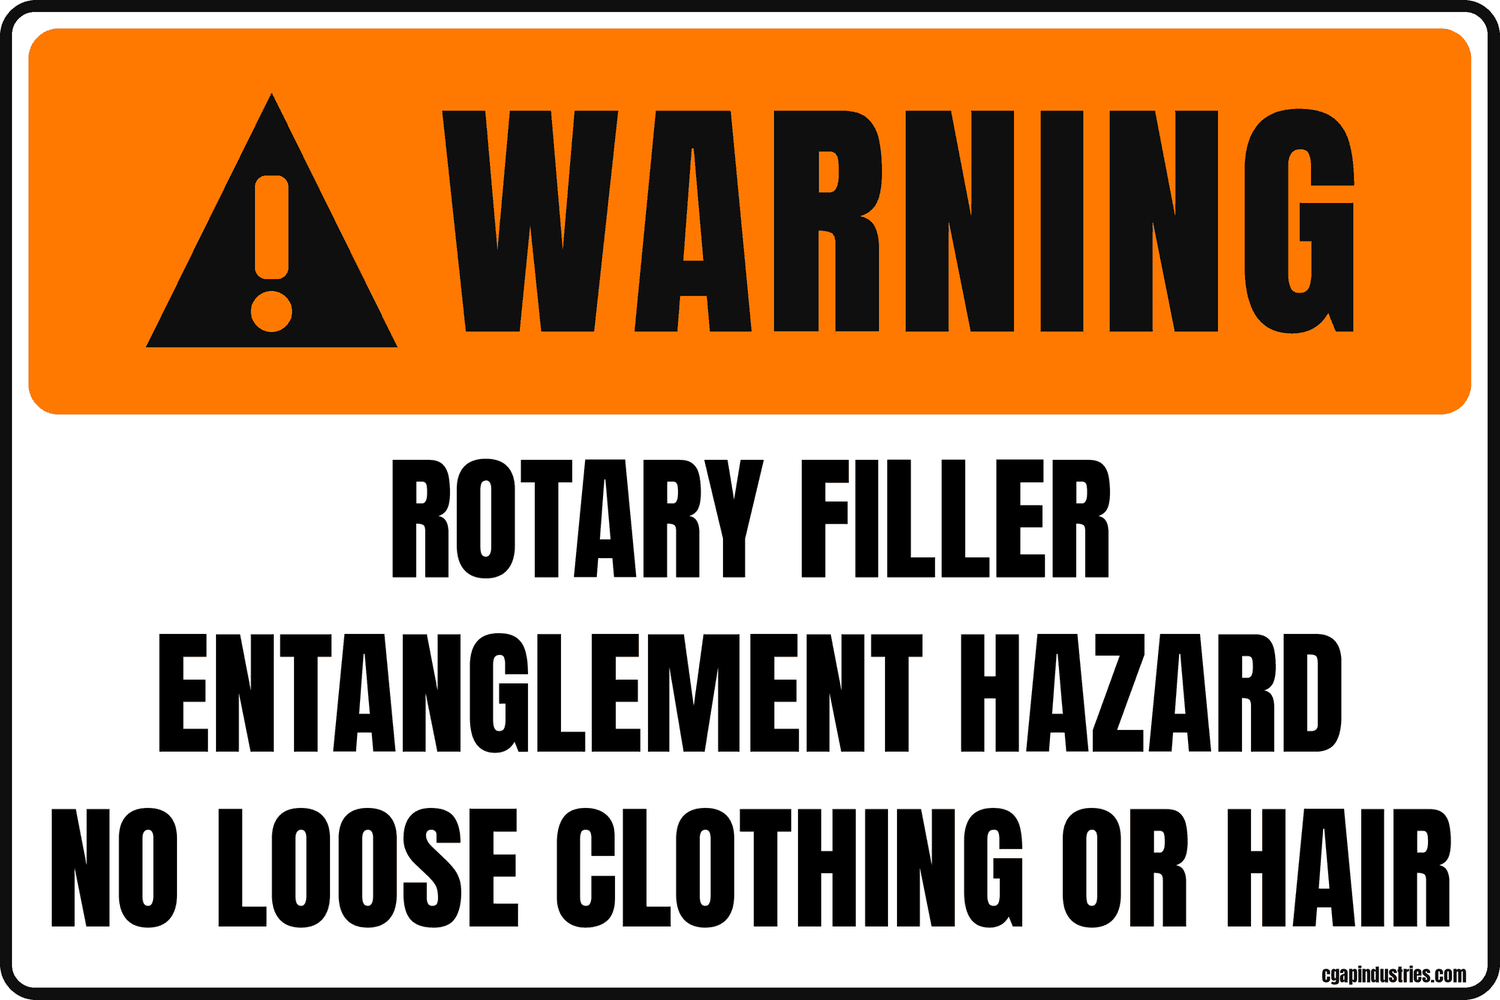 WARNING
ROTARY FILLER
ENTANGLEMENT HAZARD
NO LOOSE CLOTHING OR HAIR
cgapindustries.com